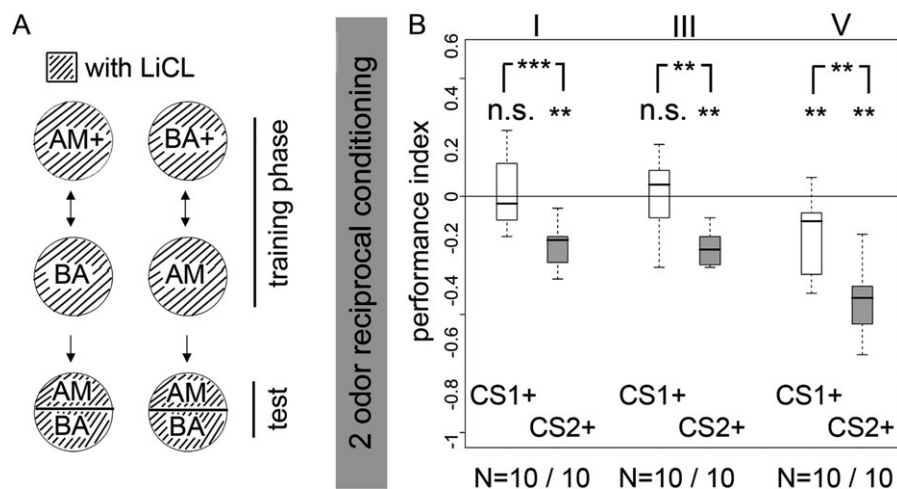 A
with LiCL
AM+ BA+
BA AM
AM AM
BA BA
training phase
test
2 odor reciprocal conditioning
B
I III V
*** ** **
n.s. ** n.s. ** ** **
performance index
0.6
0.4
0.2
0
-0.2
-0.4
-0.6
-0.8
-1
CS1+ CS1+ CS1+
CS2+ CS2+ CS2+
N=10 / 10 N=10 / 10 N=10 / 10